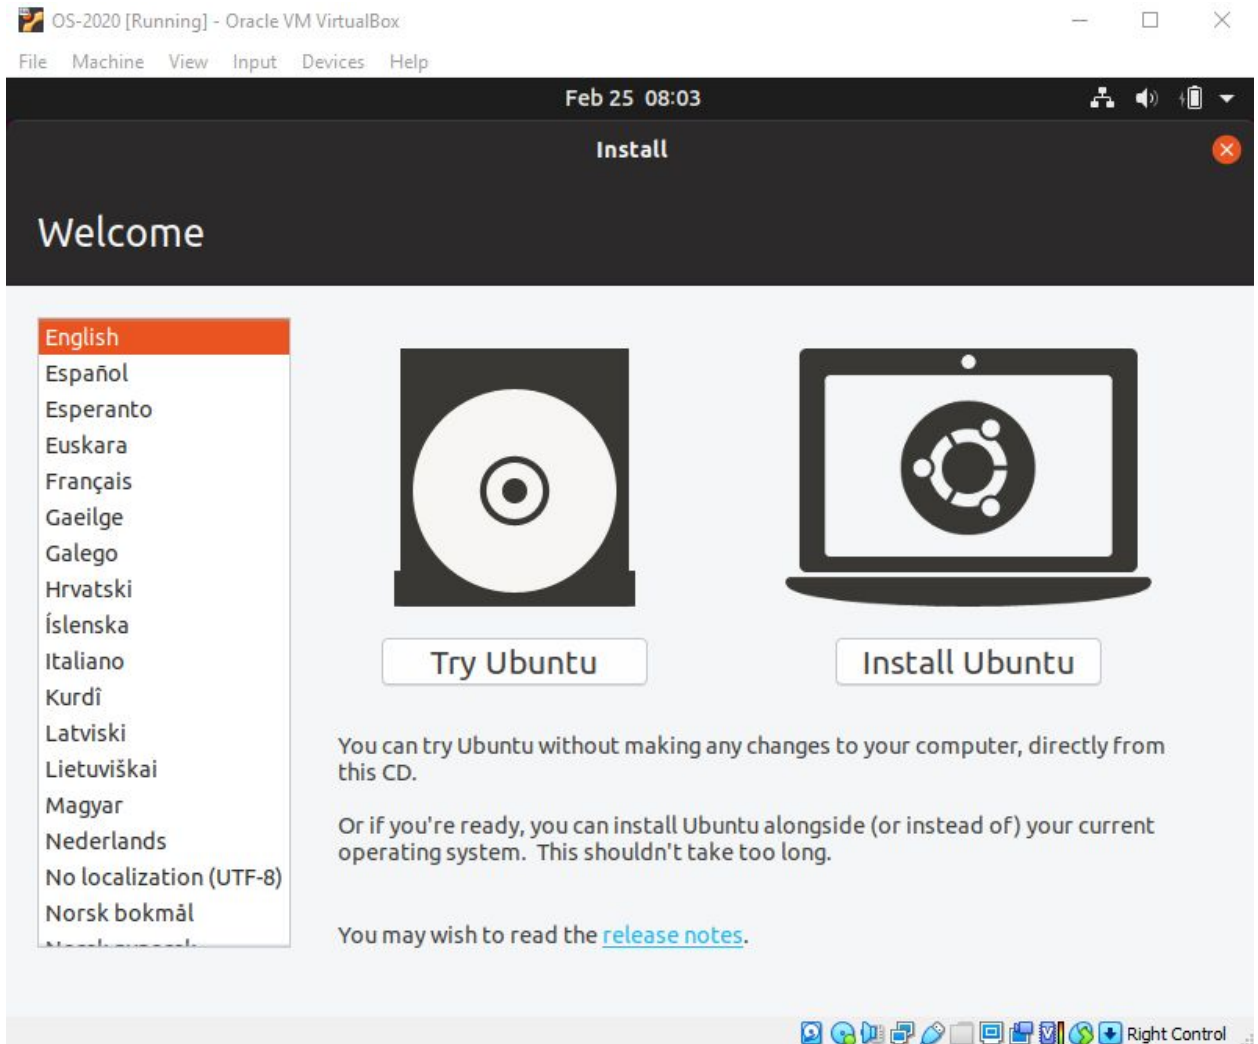 OS-2020 [Running] - Oracle VM VirtualBox
File Machine View Input Devices Help
Feb 25 08:03
Install
Welcome
English
Español
Esperanto
Euskara
Français
Gaeilge
Galego
Hrvatski
Íslenska
Italiano
Kurdî
Latviski
Lietuviškai
Magyar
Nederlands
No localization (UTF-8)
Norsk bokmål
Try Ubuntu
Install Ubuntu
You can try Ubuntu without making any changes to your computer, directly from
this CD.
Or if you're ready, you can install Ubuntu alongside (or instead of) your current
operating system. This shouldn't take too long.
You may wish to read the release notes.
Right Control